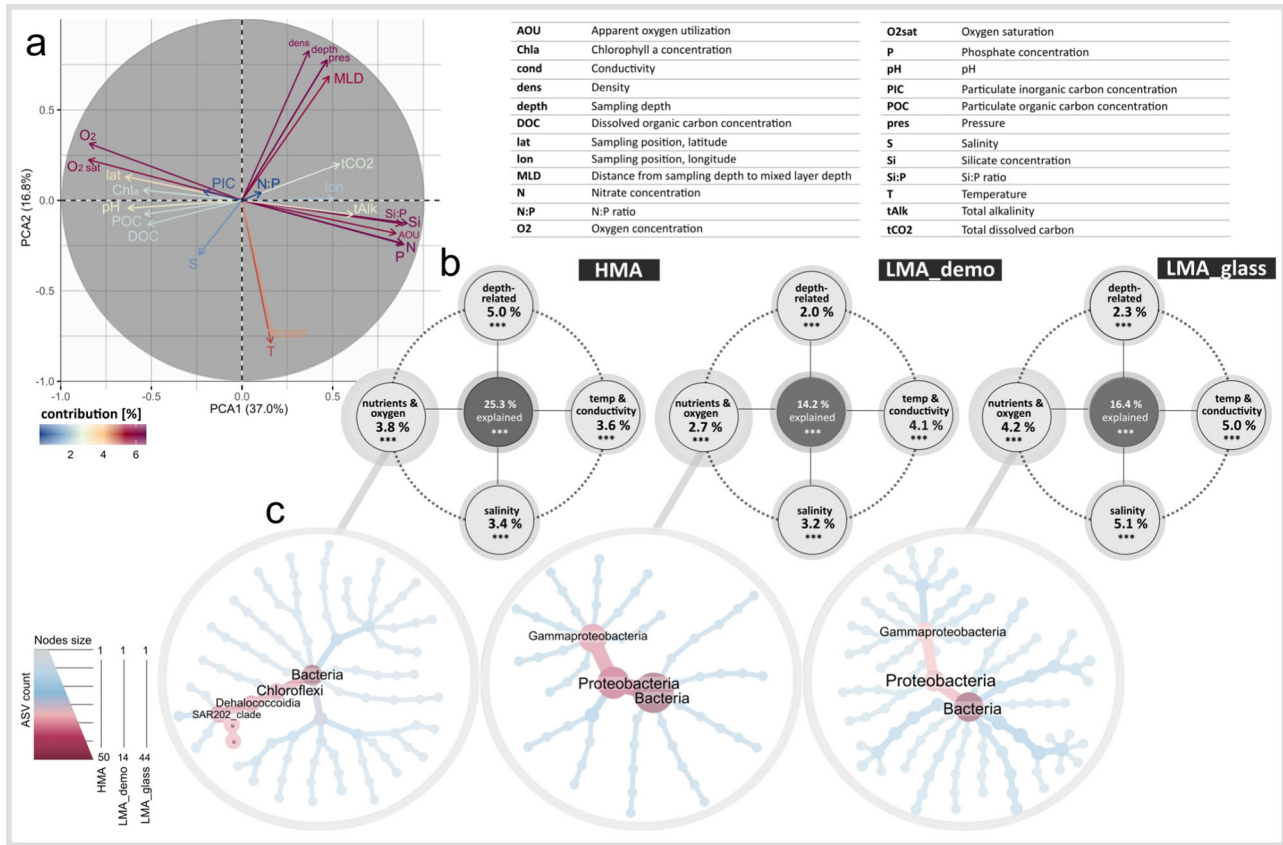 a
dens
depth
pres
MLD
0.5
O2
O2 sat
lat
Chla
PIC
N:P
tCO2
lon
-1.0
-0.5
0.0
0.0
0.5
pH
POC
DOC
S
tAlk
Si:P
Si
AOU
N
P
PCA2 (16.8%)
-0.5
cond
T
-1.0
PCA1 (37.0%)
contribution [%]
2 4 6
AOU Apparent oxygen utilization
Chla Chlorophyll a concentration
cond Conductivity
dens Density
depth Sampling depth
DOC Dissolved organic carbon concentration
lat Sampling position, latitude
lon Sampling position, longitude
MLD Distance from sampling depth to mixed layer depth
N Nitrate concentration
N:P N:P ratio
O2 Oxygen concentration
O2sat Oxygen saturation
P Phosphate concentration
pH pH
PIC Particulate inorganic carbon concentration
POC Particulate organic carbon concentration
pres Pressure
S Salinity
Si Silicate concentration
Si:P Si:P ratio
T Temperature
tAlk Total alkalinity
tCO2 Total dissolved carbon
b
HMA
depth-
related
5.0 %
***
nutrients &
oxygen
3.8 %
***
25.3 %
explained
***
temp &
conductivity
3.6 %
***
salinity
3.4 %
***
LMA_demo
depth-
related
2.0 %
***
nutrients &
oxygen
2.7 %
***
14.2 %
explained
***
temp &
conductivity
4.1 %
***
salinity
3.2 %
***
LMA_glass
depth-
related
2.3 %
***
nutrients &
oxygen
4.2 %
***
16.4 %
explained
***
temp &
conductivity
5.0 %
***
salinity
5.1 %
***
c
Nodes size
1 1 1
ASV count
50 14 44
HMA
LMA_demo
LMA_glass
Bacteria
Chloroflexi
Dehalococcoidia
SAR202_clade
Gammaproteobacteria
Proteobacteria
Bacteria
Gammaproteobacteria
Proteobacteria
Bacteria